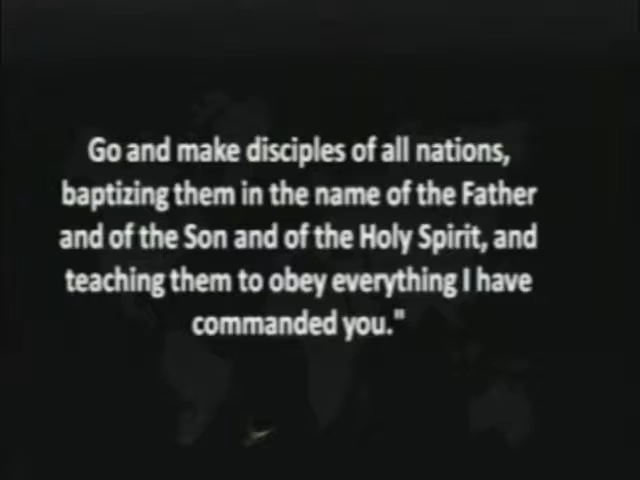 Go and make disciples of all nations,
baptizing them in the name of the Father
and of the Son and of the Holy Spirit, and
teaching them to obey everything I have
commanded you."